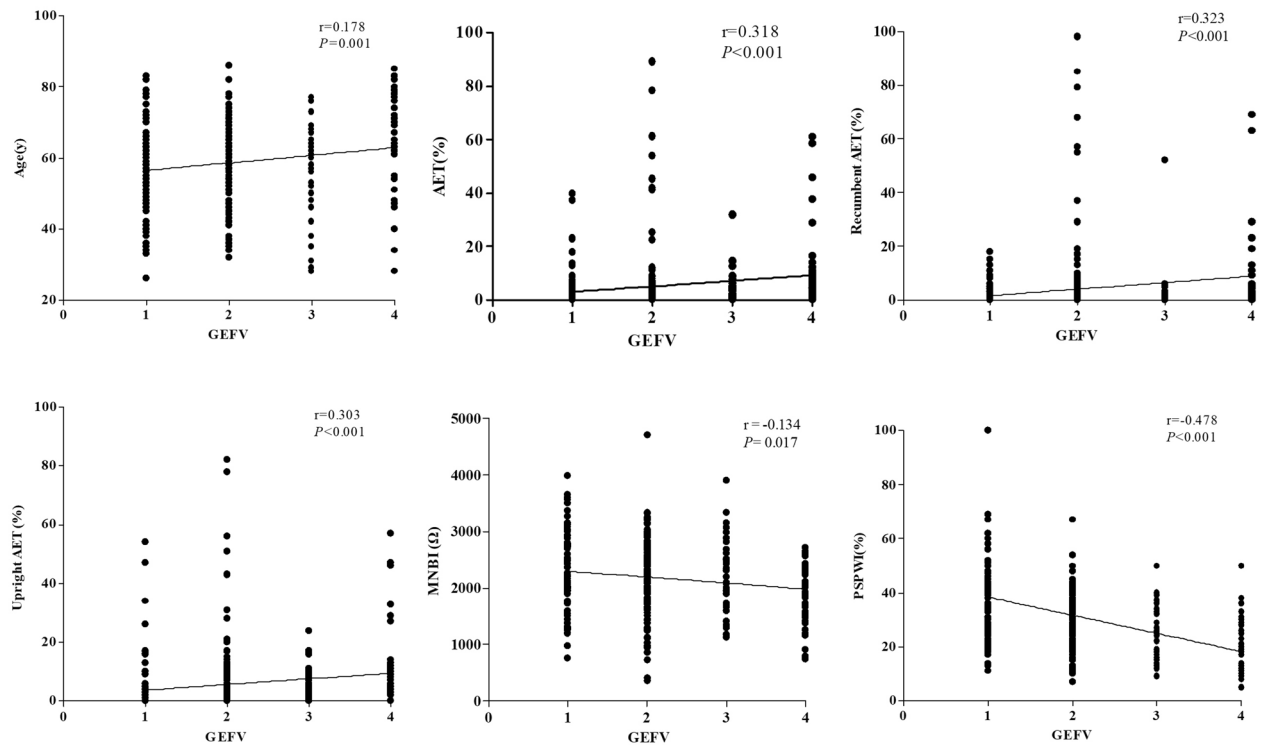 r=0.178
P=0.001
Age(y)
100
80
60
40
20
0 1 2 3 4
GEFV
r=0.318
P<0.001
AET(%)
100
80
60
40
20
0
0 1 2 3 4
GEFV
r=0.323
P<0.001
Recumbent AET (%)
100
80
60
40
20
0
0 1 2 3 4
GEFV
r=0.303
P<0.001
Upright AET (%)
100
80
60
40
20
0
0 1 2 3 4
GEFV
r = -0.134
P= 0.017
MNBI (Ω)
5000
4000
3000
2000
1000
0
0 1 2 3 4
GEFV
r=-0.478
P<0.001
PSPWI(%)
100
80
60
40
20
0
0 1 2 3 4
GEFV